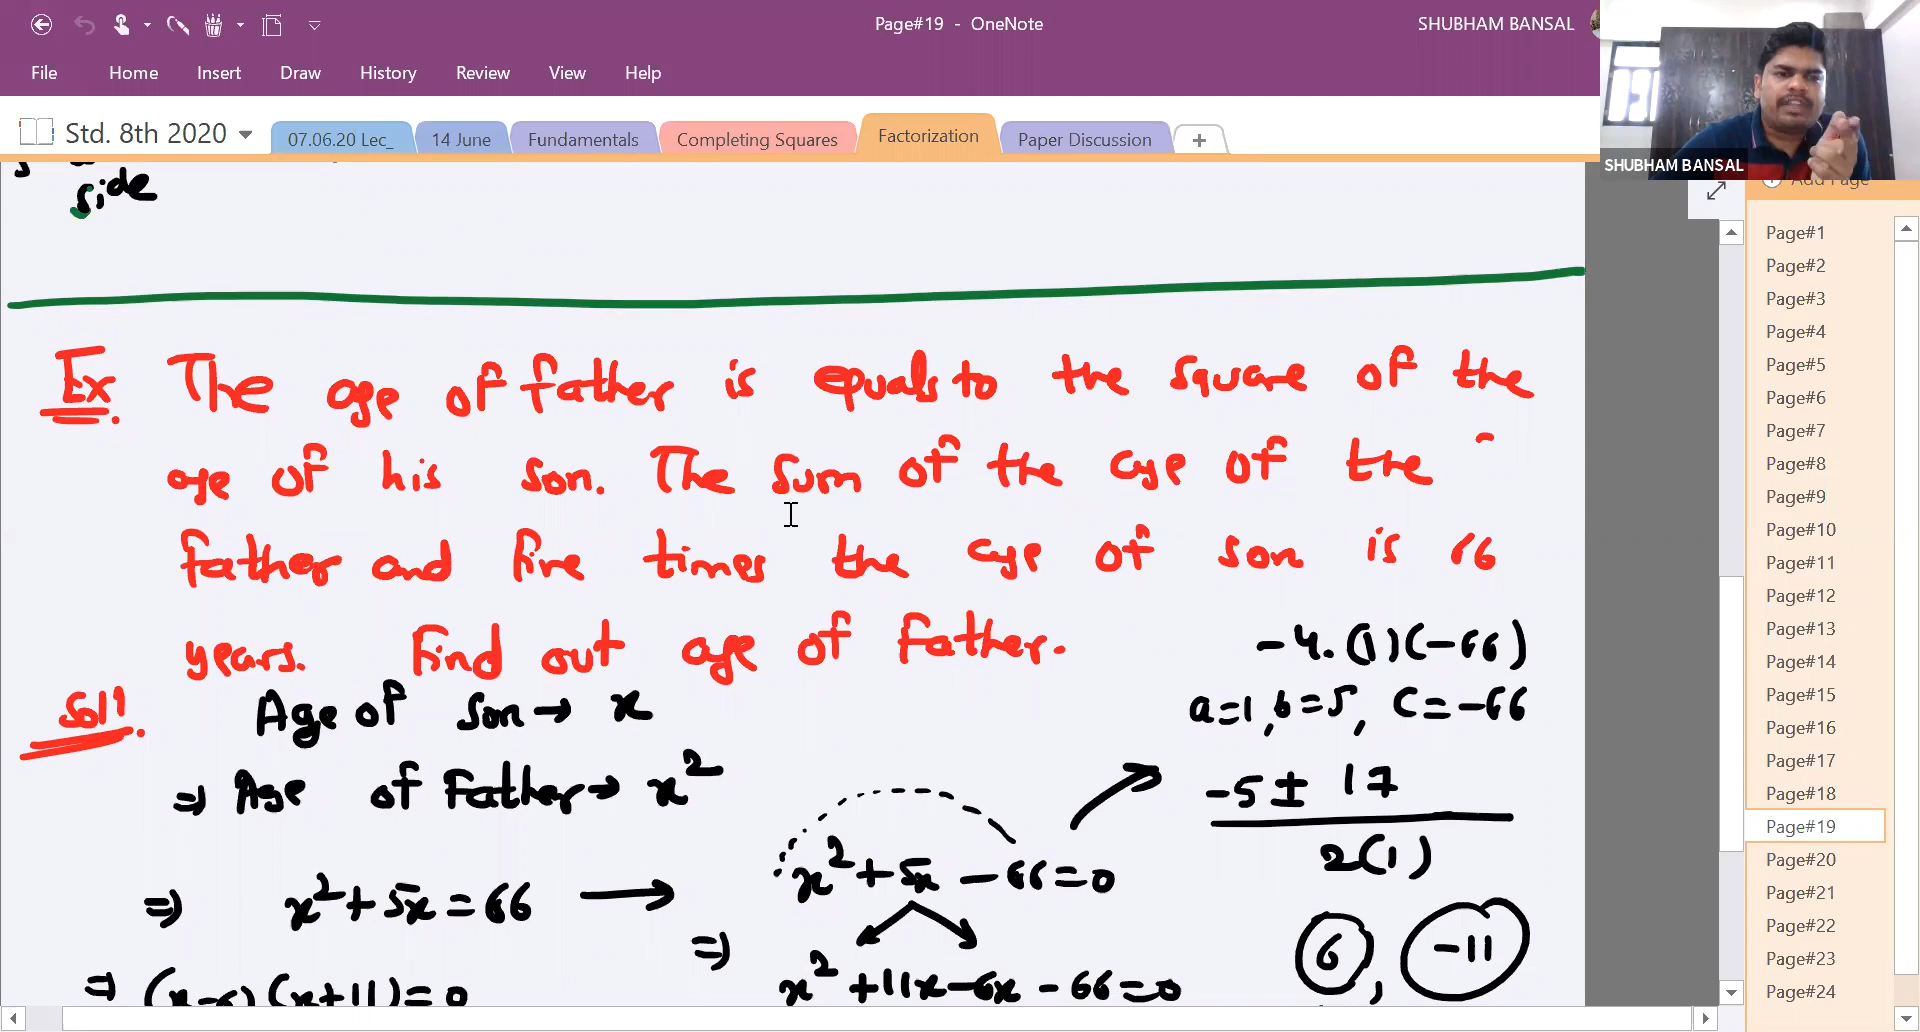 Page#19 - OneNote
SHUBHAM BANSAL
File Home Insert Draw History Review View Help
Std. 8th 2020
07.06.20 Lec_
14 June
Fundamentals
Completing Squares
Factorization
Paper Discussion
+
SHUBHAM BANSAL
Add Page
side
Ex. The age of father is equals to the square of the
age of his son. The sum of the age of the
father and five times the age of son is 66
years. Find out age of Father.
Solⁿ.
Age of son → x
⇒ Age of Father → x²
⇒ x² + 5x = 66 →
⇒ (x-6)(x+11) = 0
x² + 5x - 66 = 0
⇒ x² + 11x - 6x - 66 = 0
-4.(1)(-66)
a=1, b=5, c=-66
-5 ± 17
2(1)
6, -11
Page#1
Page#2
Page#3
Page#4
Page#5
Page#6
Page#7
Page#8
Page#9
Page#10
Page#11
Page#12
Page#13
Page#14
Page#15
Page#16
Page#17
Page#18
Page#19
Page#20
Page#21
Page#22
Page#23
Page#24